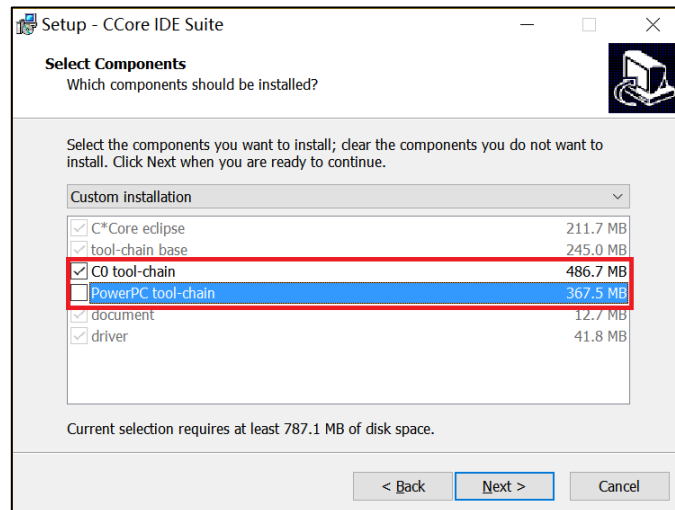 Setup - CCore IDE Suite
Select Components
Which components should be installed?
Select the components you want to install; clear the components you do not want to
install. Click Next when you are ready to continue.
Custom installation
C*Core eclipse 211.7 MB
tool-chain base 245.0 MB
C0 tool-chain 486.7 MB
PowerPC tool-chain 367.5 MB
document 12.7 MB
driver 41.8 MB
Current selection requires at least 787.1 MB of disk space.
< Back Next > Cancel